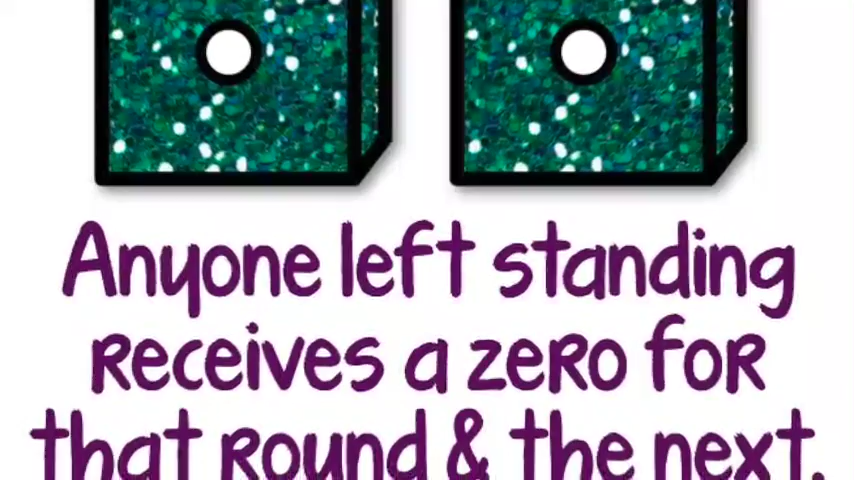 Anyone left standing
receives a zero for
that round & the next.